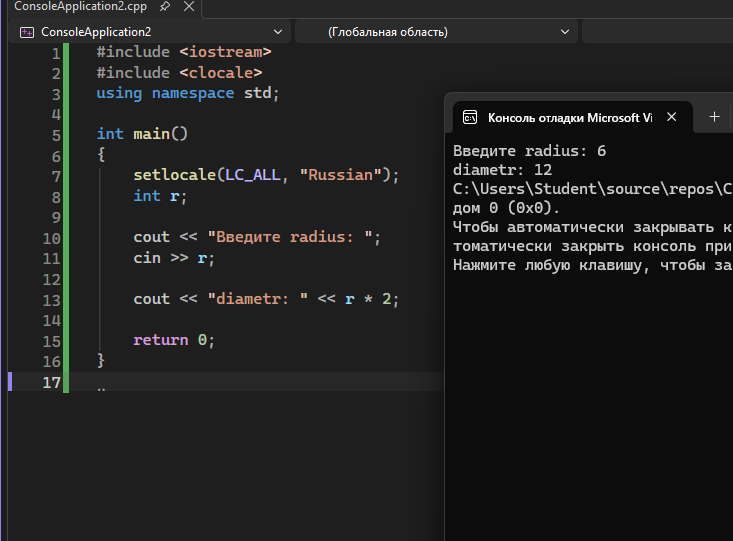 ConsoleApplication2.cpp
ConsoleApplication2
(Глобальная область)
1 #include <iostream>
2 #include <clocale>
3 using namespace std;
4
5 int main()
6 {
7 setlocale(LC_ALL, "Russian");
8 int r;
9
10 cout << "Введите radius: ";
11 cin >> r;
12
13 cout << "diametr: " << r * 2;
14
15 return 0;
16 }
17
Консоль отладки Microsoft Vi
Введите radius: 6
diametr: 12
C:\Users\Student\source\repos\C
дом 0 (0x0).
Чтобы автоматически закрывать к
томатически закрыть консоль при
Нажмите любую клавишу, чтобы за